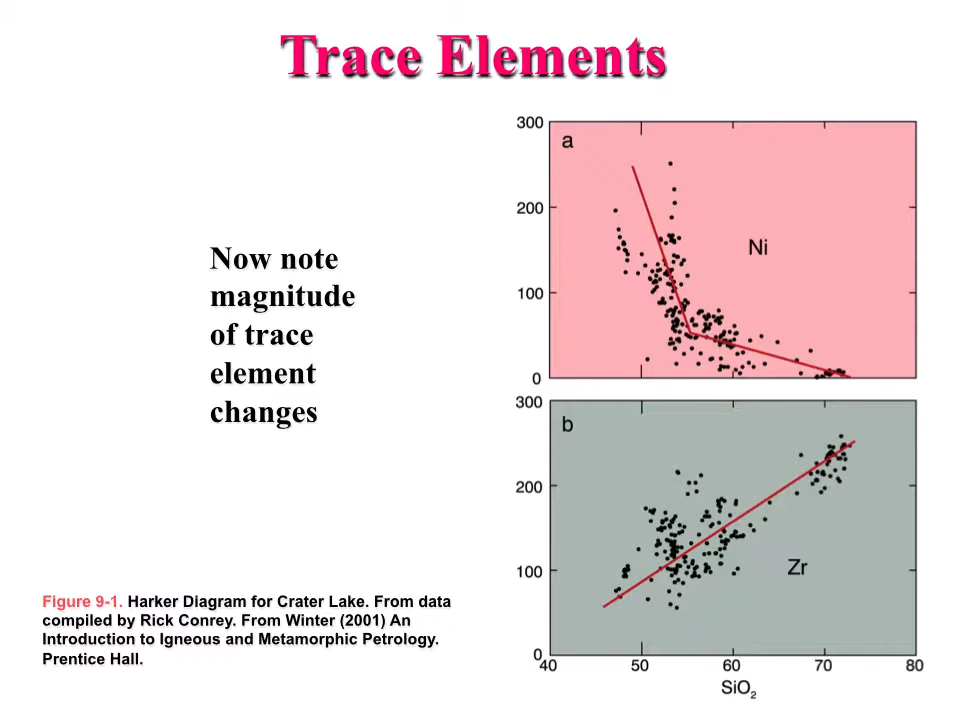 Trace Elements
Now note
magnitude
of trace
element
changes
Figure 9-1. Harker Diagram for Crater Lake. From data
compiled by Rick Conrey. From Winter (2001) An
Introduction to Igneous and Metamorphic Petrology.
Prentice Hall.
300
a
200
Ni
100
0
300
b
200
100
Zr
0
40 50 60 70 80
SiO₂